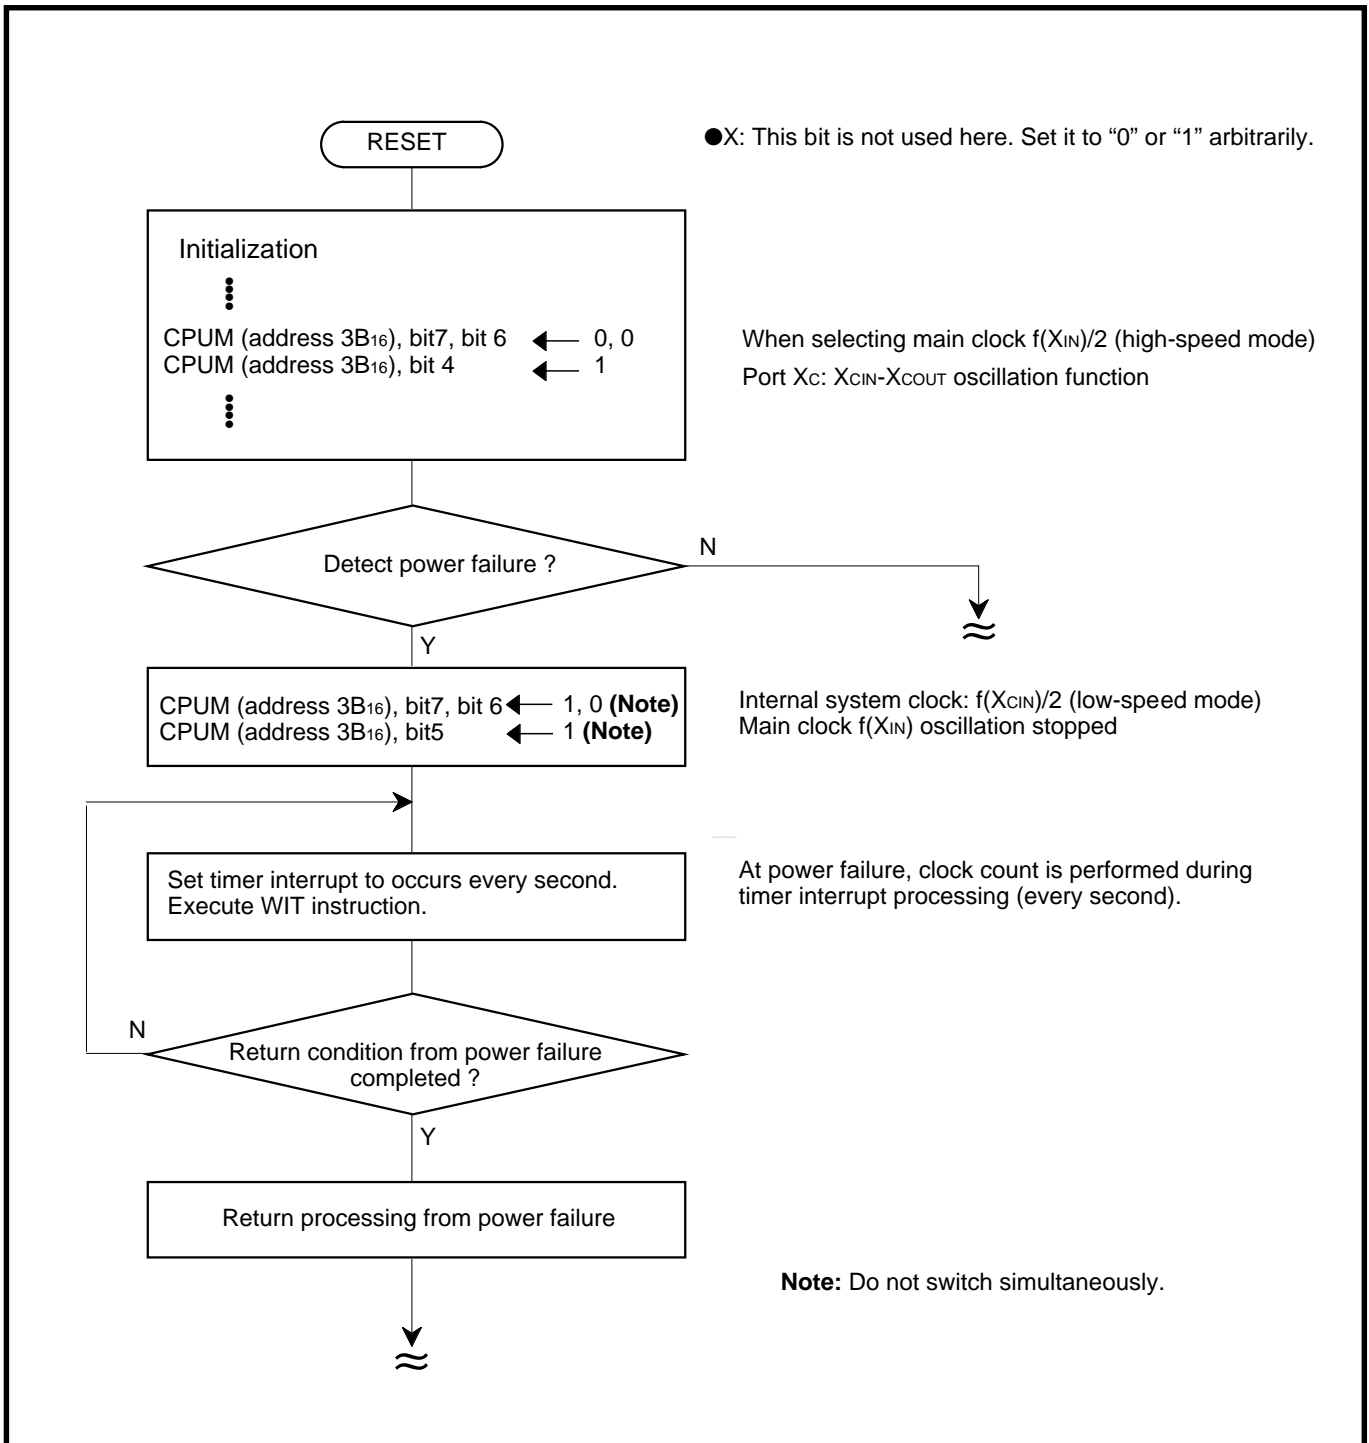 RESET
●X: This bit is not used here. Set it to “0” or “1” arbitrarily.
Initialization
CPUM (address 3B16), bit7, bit 6 ← 0, 0
When selecting main clock f(XIN)/2 (high-speed mode)
CPUM (address 3B16), bit 4 ← 1
Port XC: XCIN-XCOUT oscillation function
Detect power failure ?
N
Y
CPUM (address 3B16), bit7, bit 6 ← 1, 0 (Note)
Internal system clock: f(XCIN)/2 (low-speed mode)
CPUM (address 3B16), bit5 ← 1 (Note)
Main clock f(XIN) oscillation stopped
Set timer interrupt to occurs every second.
At power failure, clock count is performed during
Execute WIT instruction.
timer interrupt processing (every second).
N
Return condition from power failure
completed ?
Y
Return processing from power failure
Note: Do not switch simultaneously.